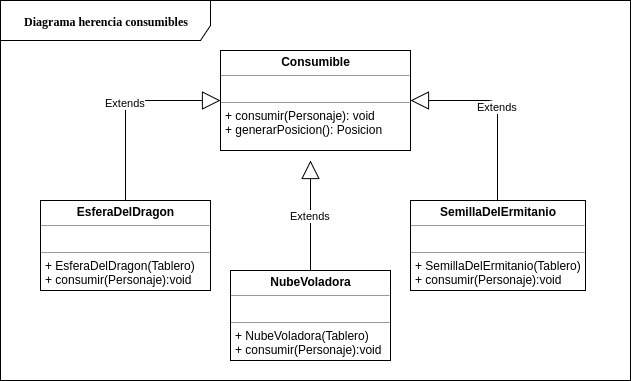 Diagrama herencia consumibles
Consumible
+ consumir(Personaje): void
+ generarPosicion(): Posicion
Extends
Extends
Extends
EsferaDelDragon
+ EsferaDelDragon(Tablero)
+ consumir(Personaje):void
SemillaDelErmitanio
+ SemillaDelErmitanio(Tablero)
+ consumir(Personaje):void
NubeVoladora
+ NubeVoladora(Tablero)
+ consumir(Personaje):void